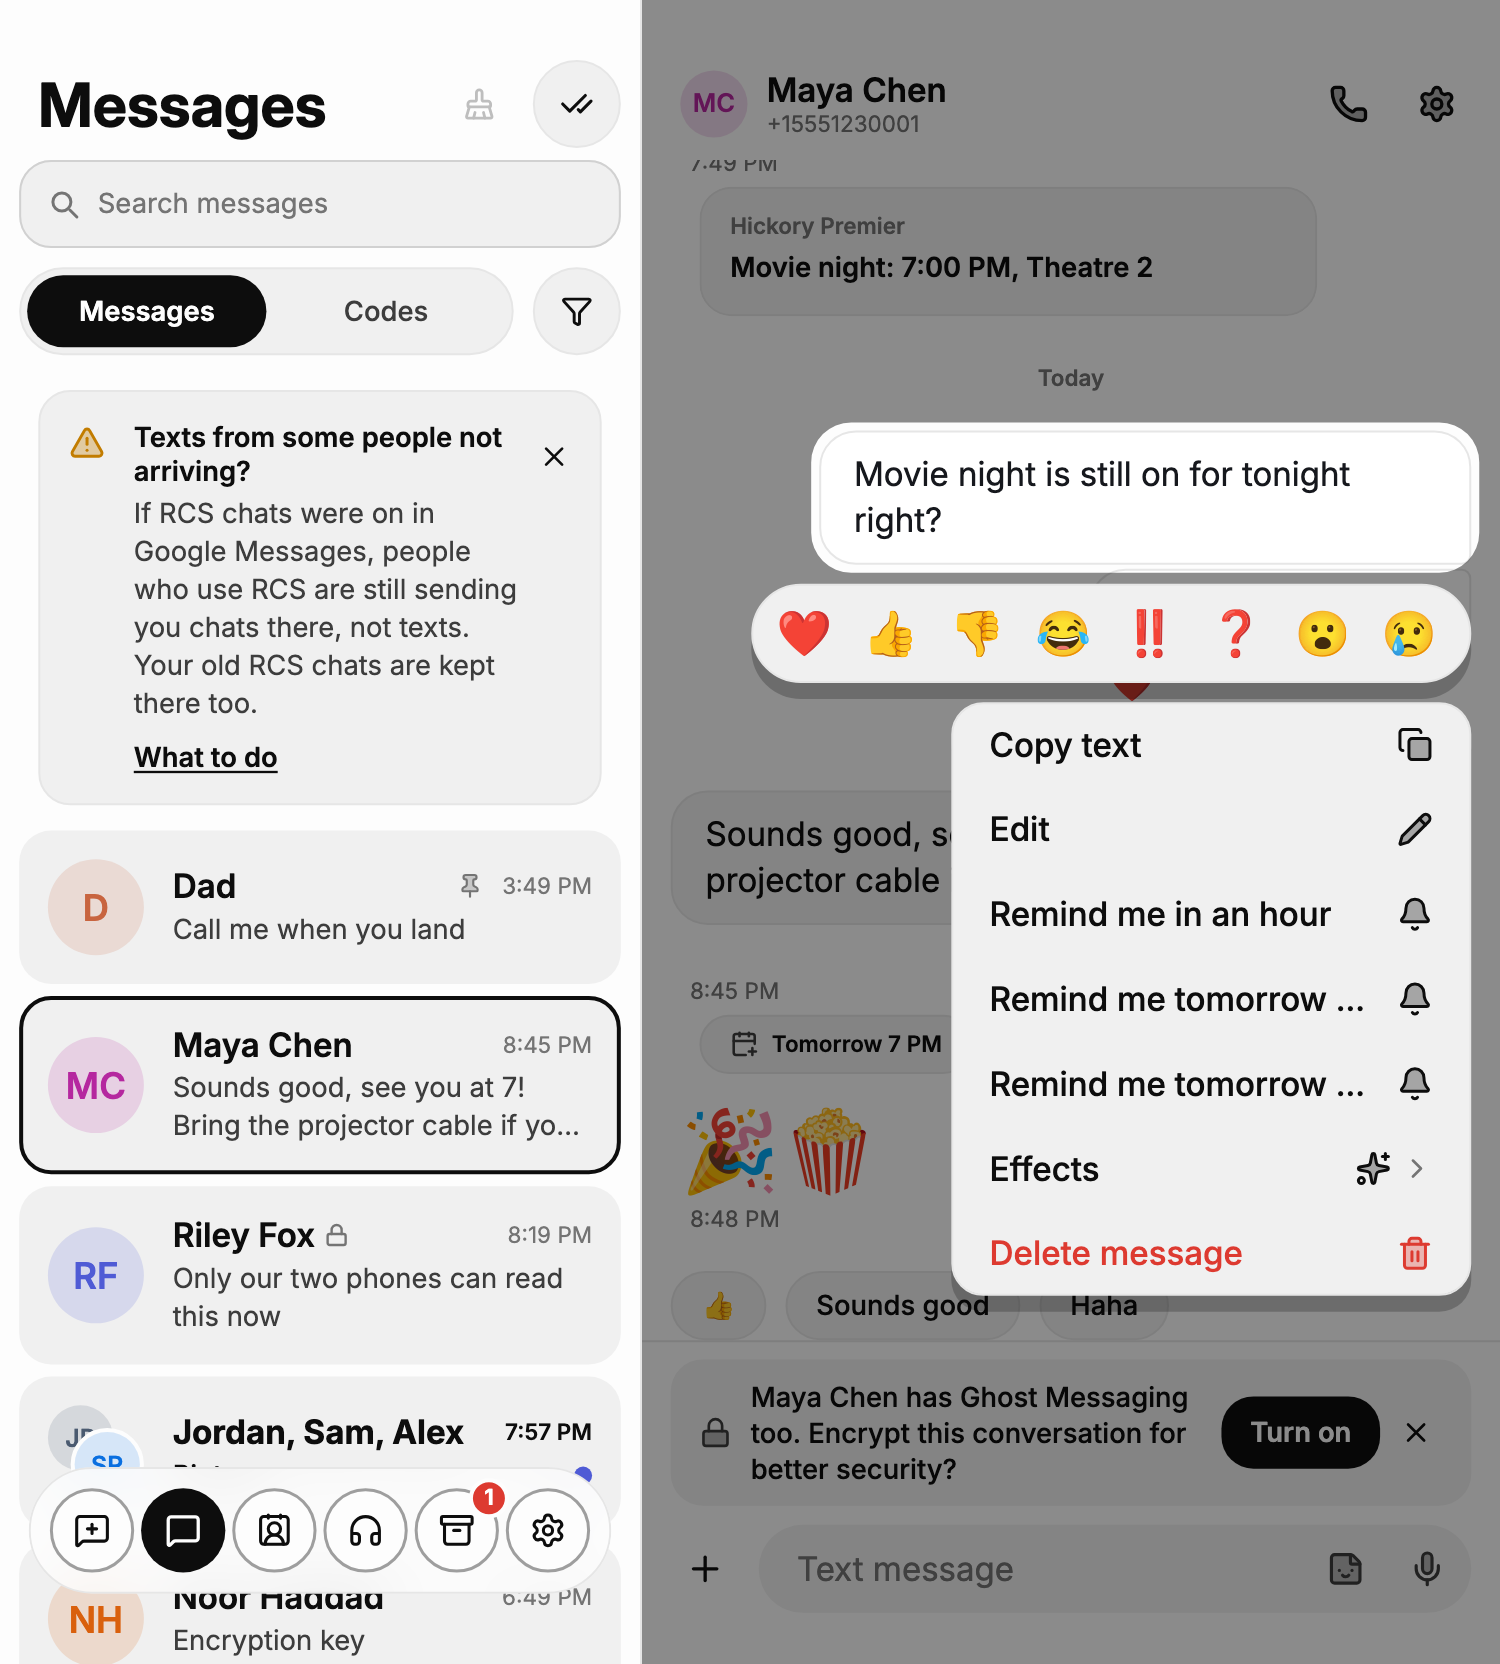 Messages
Search messages
Messages
Codes
Texts from some people not
arriving?
If RCS chats were on in
Google Messages, people
who use RCS are still sending
you chats there, not texts.
Your old RCS chats are kept
there too.
What to do
D
Dad
3:49 PM
Call me when you land
MC
Maya Chen
8:45 PM
Sounds good, see you at 7!
Bring the projector cable if yo...
RF
Riley Fox
8:19 PM
Only our two phones can read
this now
SR
Jordan, Sam, Alex
7:57 PM
1
NH
Noor Haddad
6:49 PM
Encryption key
MC
Maya Chen
+15551230001
7:49 PM
Hickory Premier
Movie night: 7:00 PM, Theatre 2
Today
Movie night is still on for tonight
right?
Copy text
Edit
Remind me in an hour
Remind me tomorrow ...
Remind me tomorrow ...
Effects
Delete message
Sounds good, s
projector cable
8:45 PM
Tomorrow 7 PM
8:48 PM
Sounds good
Haha
Maya Chen has Ghost Messaging
too. Encrypt this conversation for
better security?
Turn on
Text message